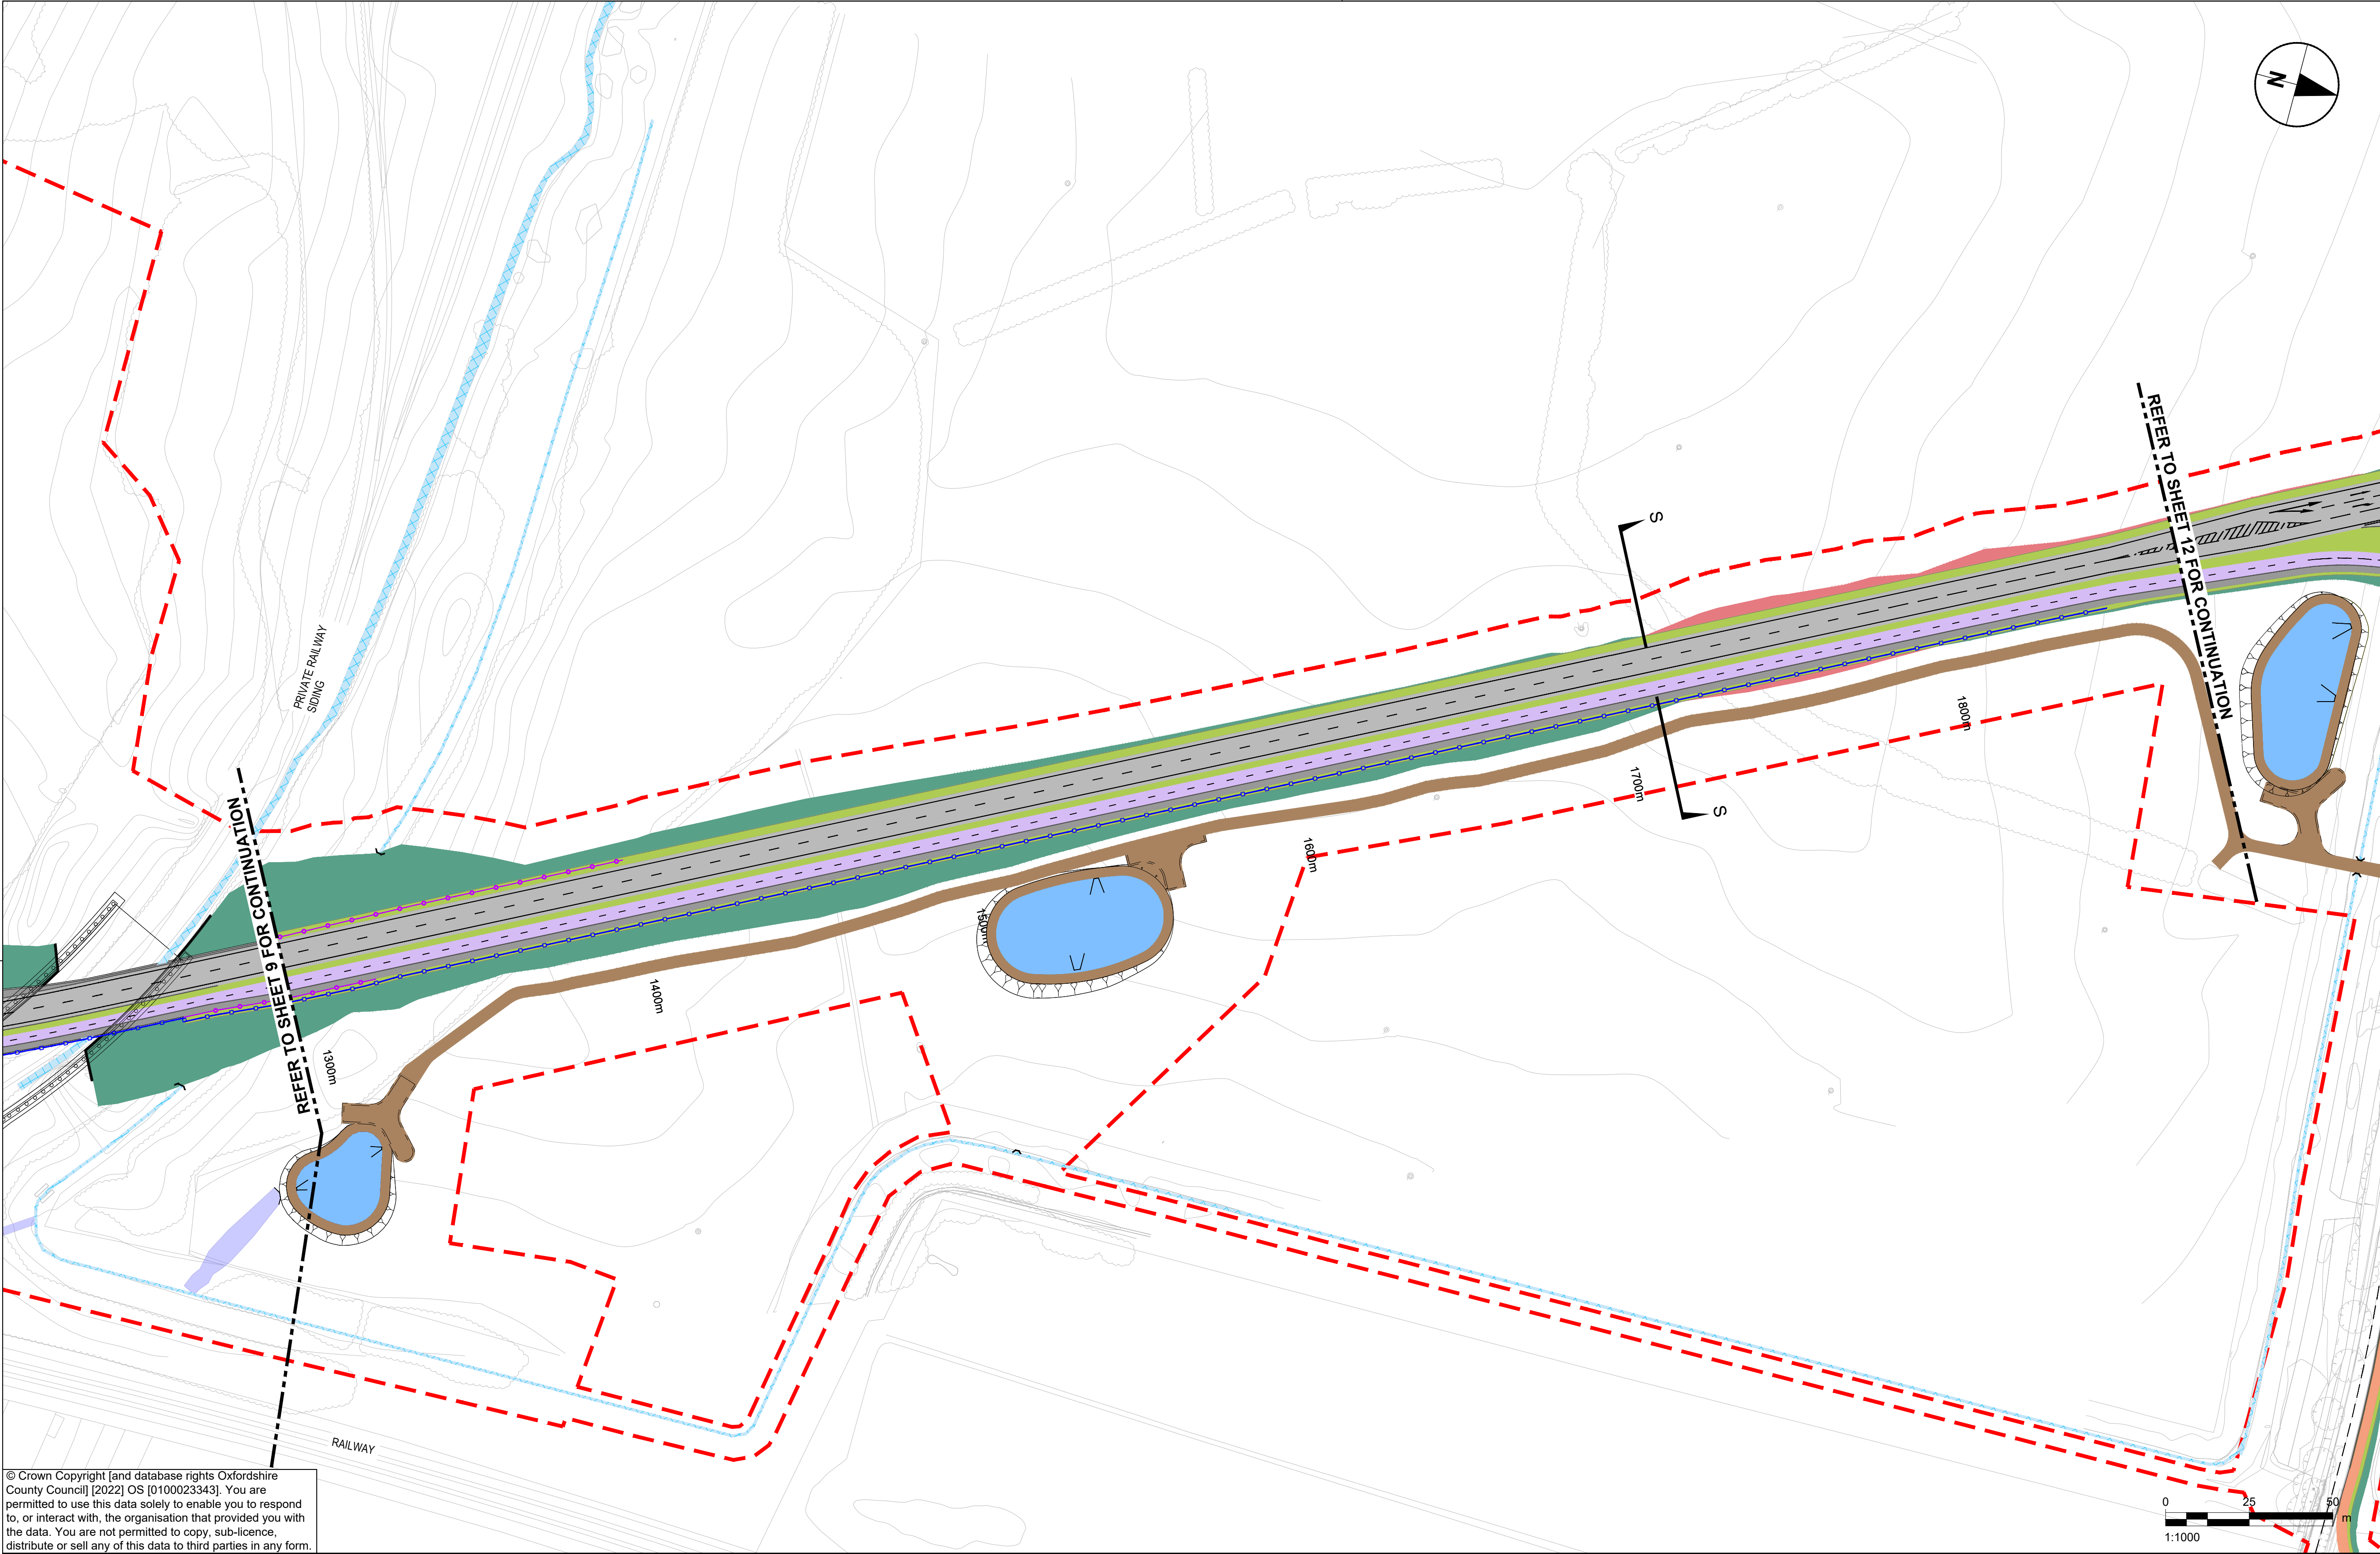 N
REFER TO SHEET 12 FOR CONTINUATION
S
S
PRIVATE RAILWAY
SIDING
REFER TO SHEET 9 FOR CONTINUATION
1300m
1400m
1500m
1600m
1700m
1800m
RAILWAY
© Crown Copyright [and database rights Oxfordshire
County Council] [2022] OS [0100023343]. You are
permitted to use this data solely to enable you to respond
to, or interact with, the organisation that provided you with
the data. You are not permitted to copy, sub-licence,
distribute or sell any of this data to third parties in any form.
0 25 50
m
1:1000